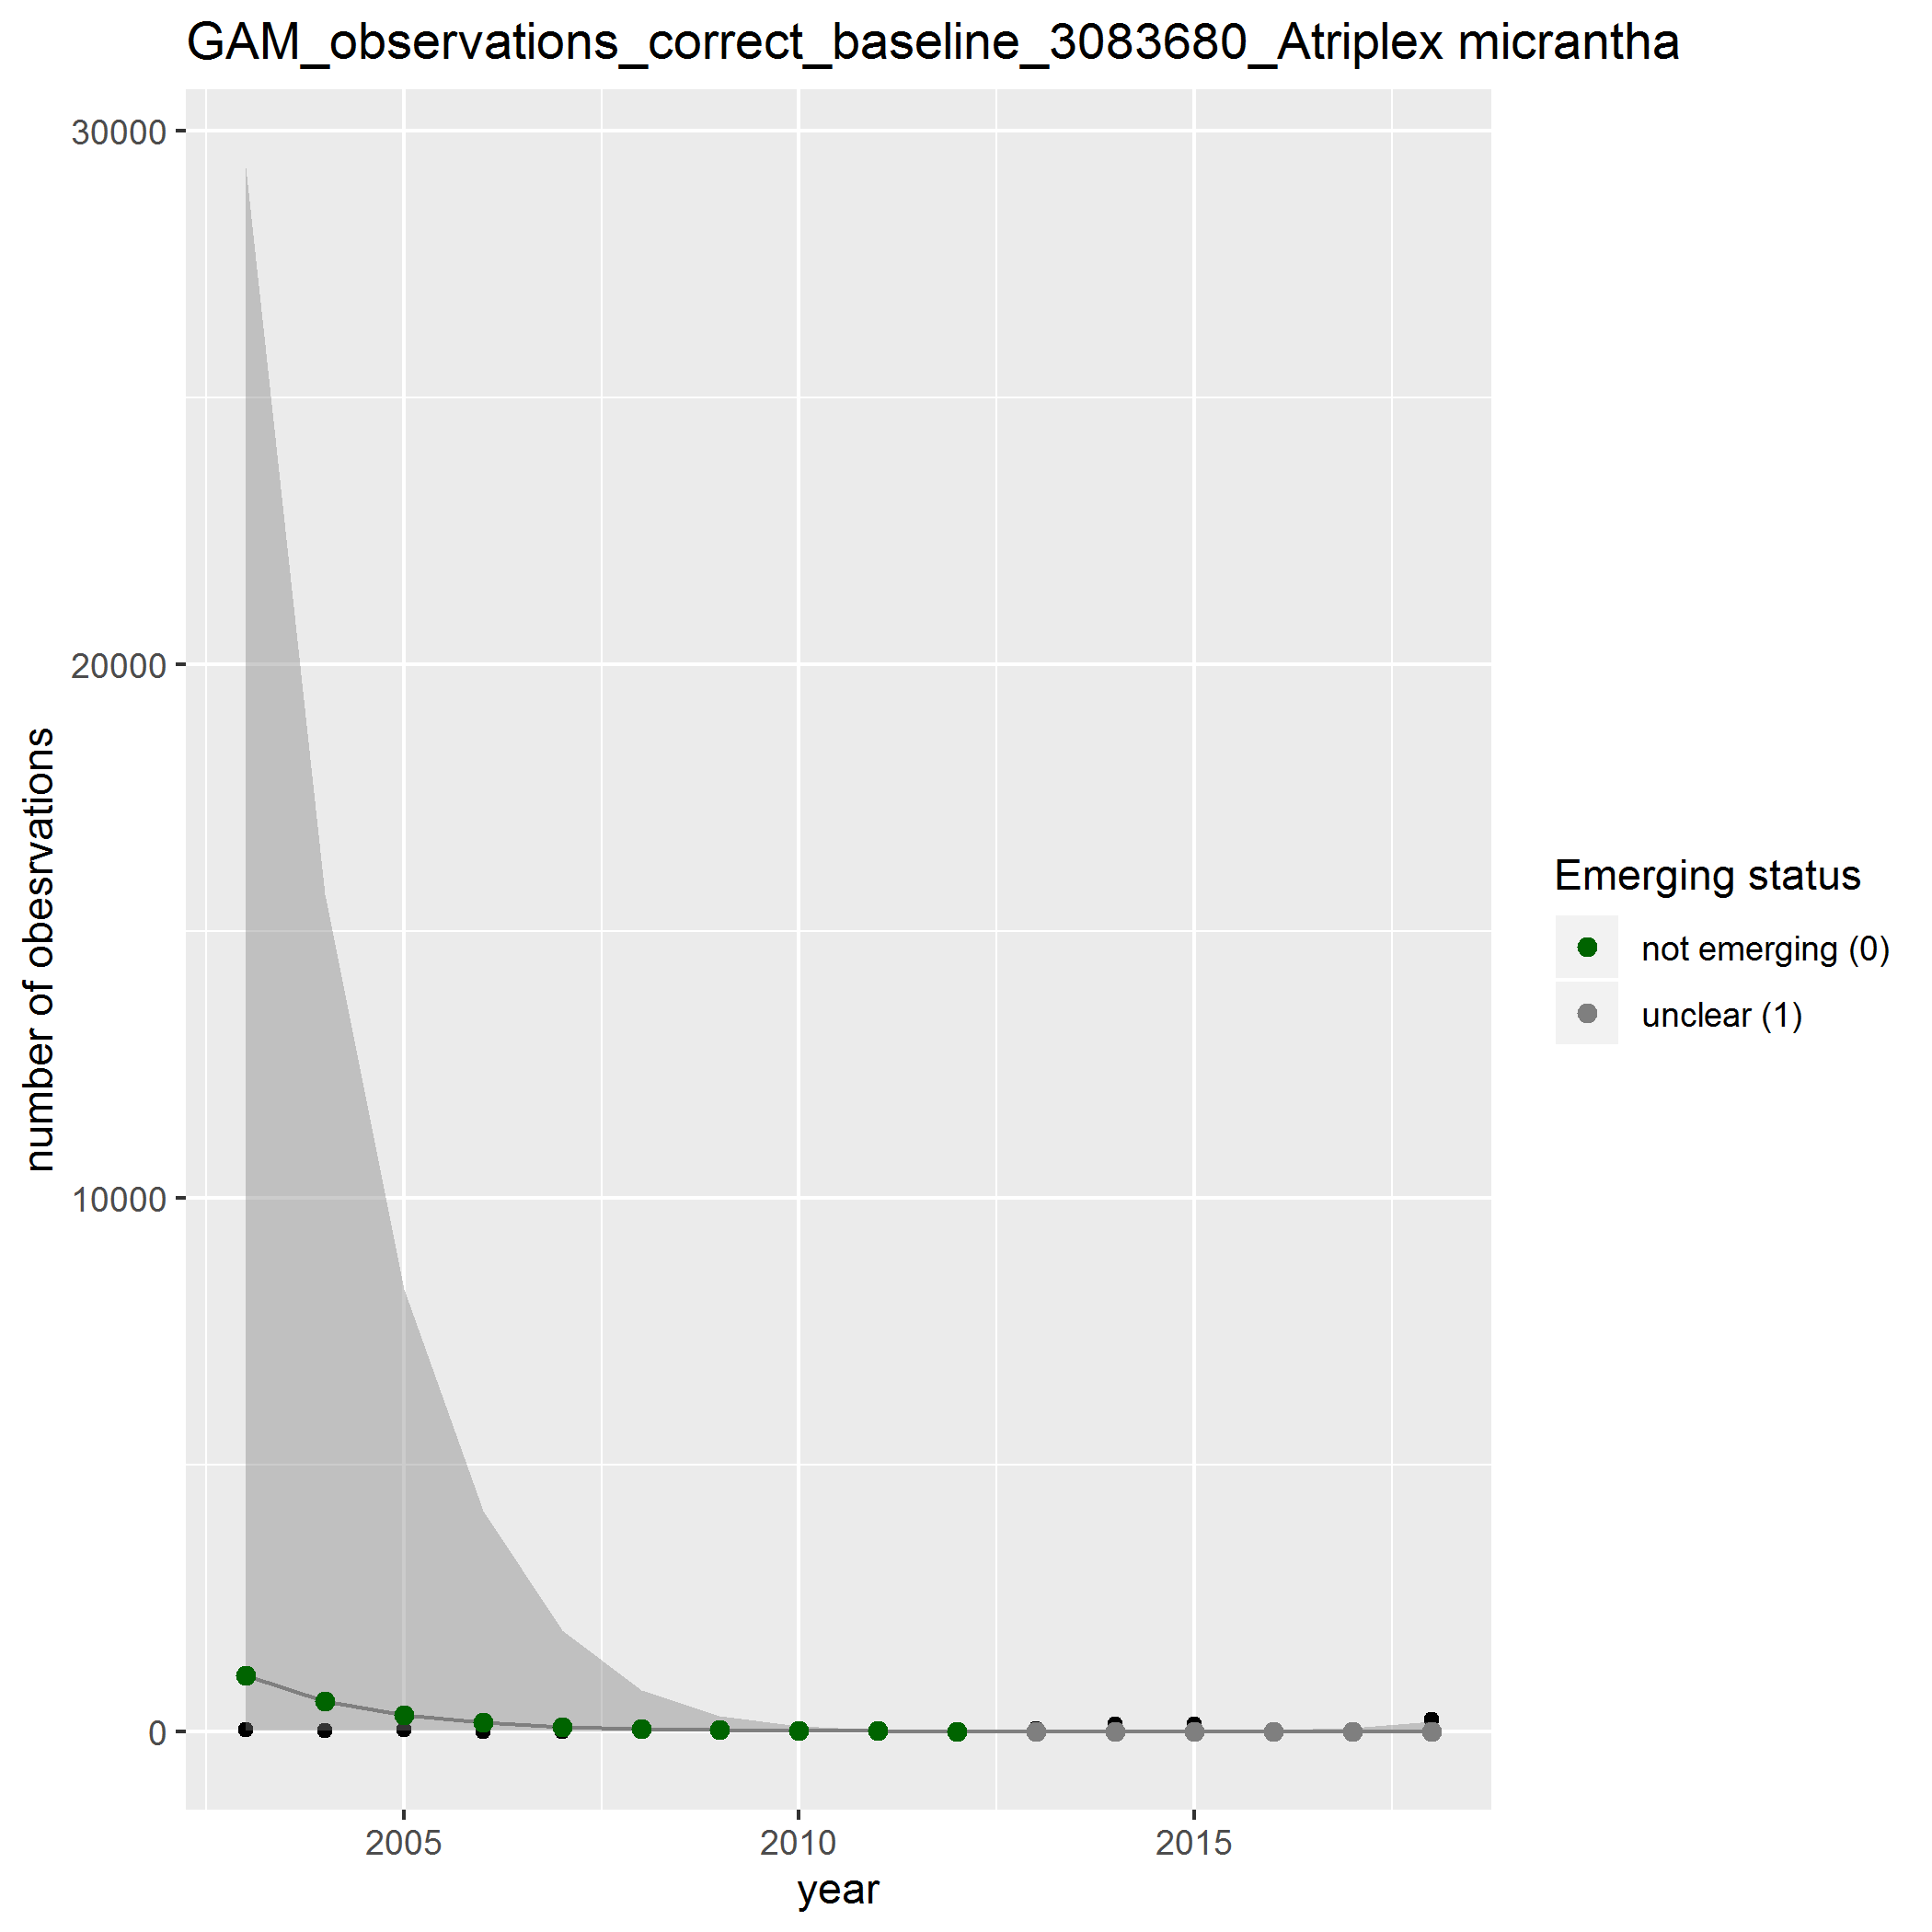 GAM_observations_correct_baseline_3083680_Atriplex micrantha
30000
20000
10000
0
number of obesrvations
2005
2010
2015
year
Emerging status
not emerging (0)
unclear (1)